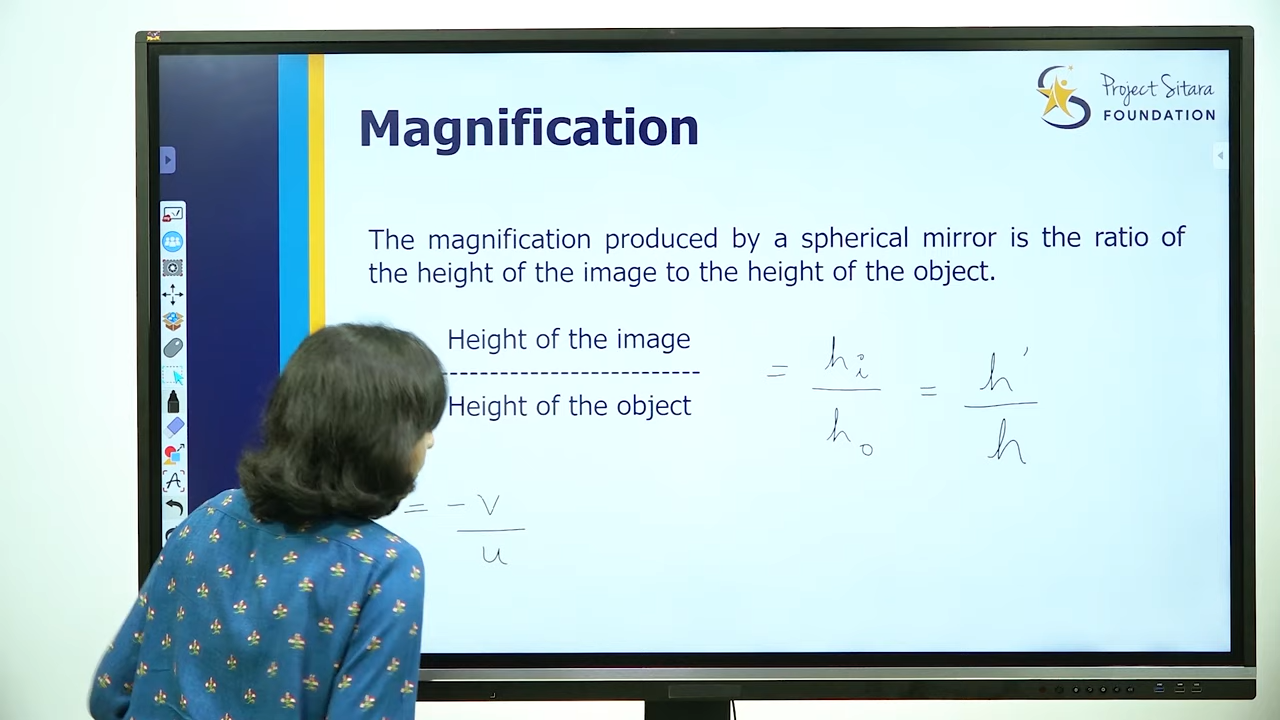 Project Sitara
FOUNDATION
Magnification
The magnification produced by a spherical mirror is the ratio of
the height of the image to the height of the object.
Height of the image
-----------------------
Height of the object
= hi / ho = h' / h
= - v / u
A